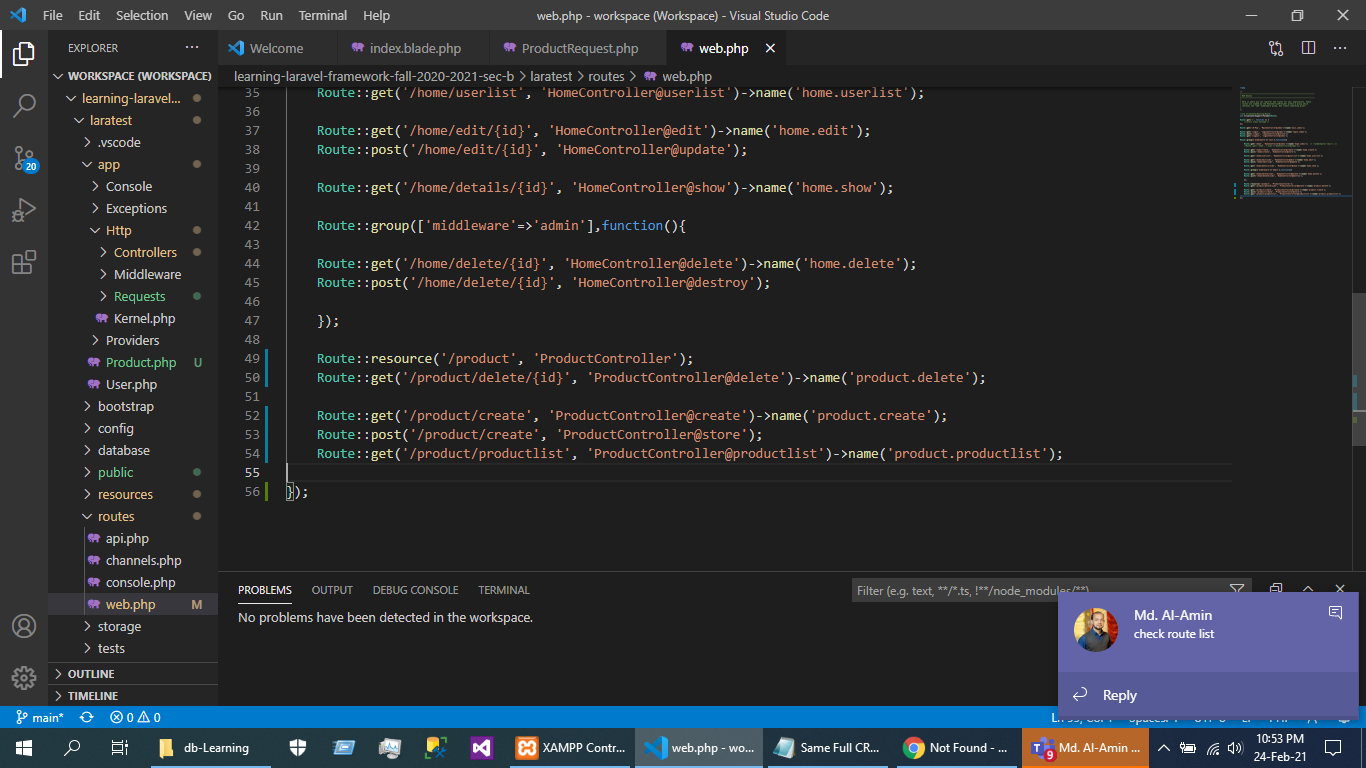 File Edit Selection View Go Run Terminal Help
web.php - workspace (Workspace) - Visual Studio Code
EXPLORER
WORKSPACE (WORKSPACE)
learning-laravel...
laratest
.vscode
app
Console
Exceptions
Http
Controllers
Middleware
Requests
Kernel.php
Providers
Product.php U
User.php
bootstrap
config
database
public
resources
routes
api.php
channels.php
console.php
web.php M
storage
tests
OUTLINE
TIMELINE
20
Welcome index.blade.php ProductRequest.php web.php
learning-laravel-framework-fall-2020-2021-sec-b > laratest > routes > web.php
35 Route::get('/home/userlist', 'HomeController@userlist')->name('home.userlist');
36
37 Route::get('/home/edit/{id}', 'HomeController@edit')->name('home.edit');
38 Route::post('/home/edit/{id}', 'HomeController@update');
39
40 Route::get('/home/details/{id}', 'HomeController@show')->name('home.show');
41
42 Route::group(['middleware'=>'admin'],function(){
43
44 Route::get('/home/delete/{id}', 'HomeController@delete')->name('home.delete');
45 Route::post('/home/delete/{id}', 'HomeController@destroy');
46
47 });
48
49 Route::resource('/product', 'ProductController');
50 Route::get('/product/delete/{id}', 'ProductController@delete')->name('product.delete');
51
52 Route::get('/product/create', 'ProductController@create')->name('product.create');
53 Route::post('/product/create', 'ProductController@store');
54 Route::get('/product/productlist', 'ProductController@productlist')->name('product.productlist');
55
56 });
PROBLEMS OUTPUT DEBUG CONSOLE TERMINAL
Filter (e.g. text, **/*.ts, !**/node_modules/**)
No problems have been detected in the workspace.
Md. Al-Amin
check route list
Reply
main* 0 0
db-Learning
XAMPP Contr...
web.php - wo...
Same Full CR...
Not Found - ...
9
Md. Al-Amin ...
10:53 PM
24-Feb-21